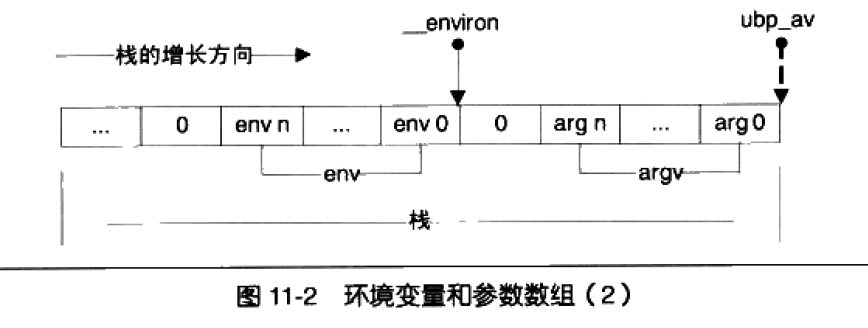 __environ ubp_av
栈的增长方向
... 0 env n ... env 0 0 arg n ... arg 0
env argv
栈
图 11-2 环境变量和参数数组(2)